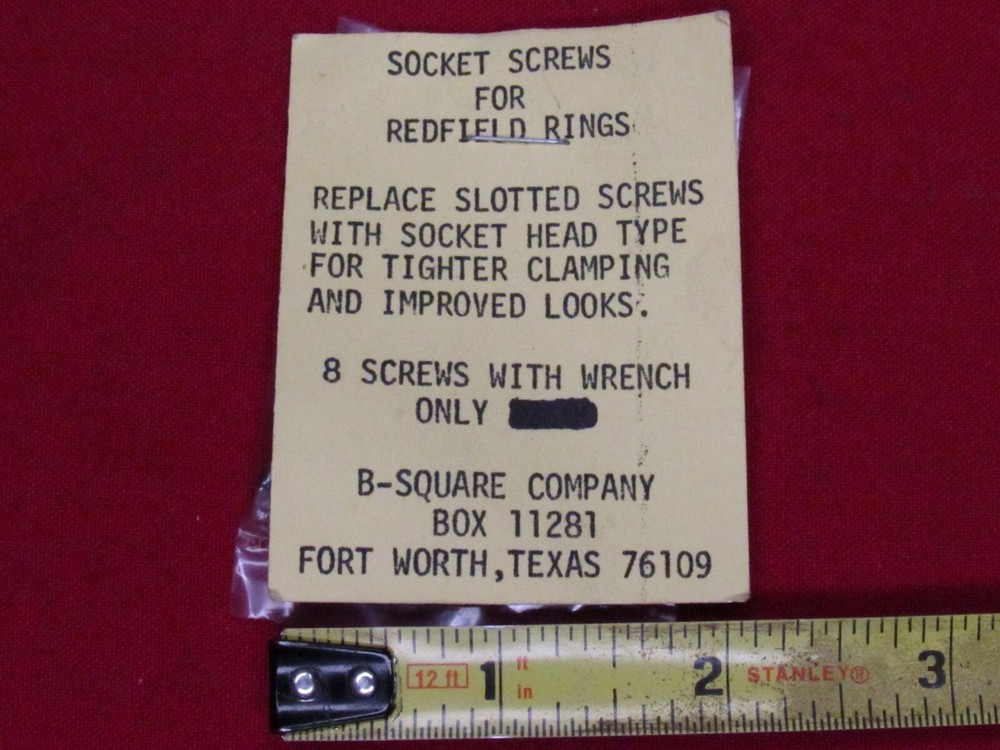 SOCKET SCREWS
FOR
REDFIELD RINGS
REPLACE SLOTTED SCREWS
WITH SOCKET HEAD TYPE
FOR TIGHTER CLAMPING
AND IMPROVED LOOKS.
8 SCREWS WITH WRENCH
ONLY
B-SQUARE COMPANY
BOX 11281
FORT WORTH,TEXAS 76109
12 ft 1 ft in 2 STANLEY® 3